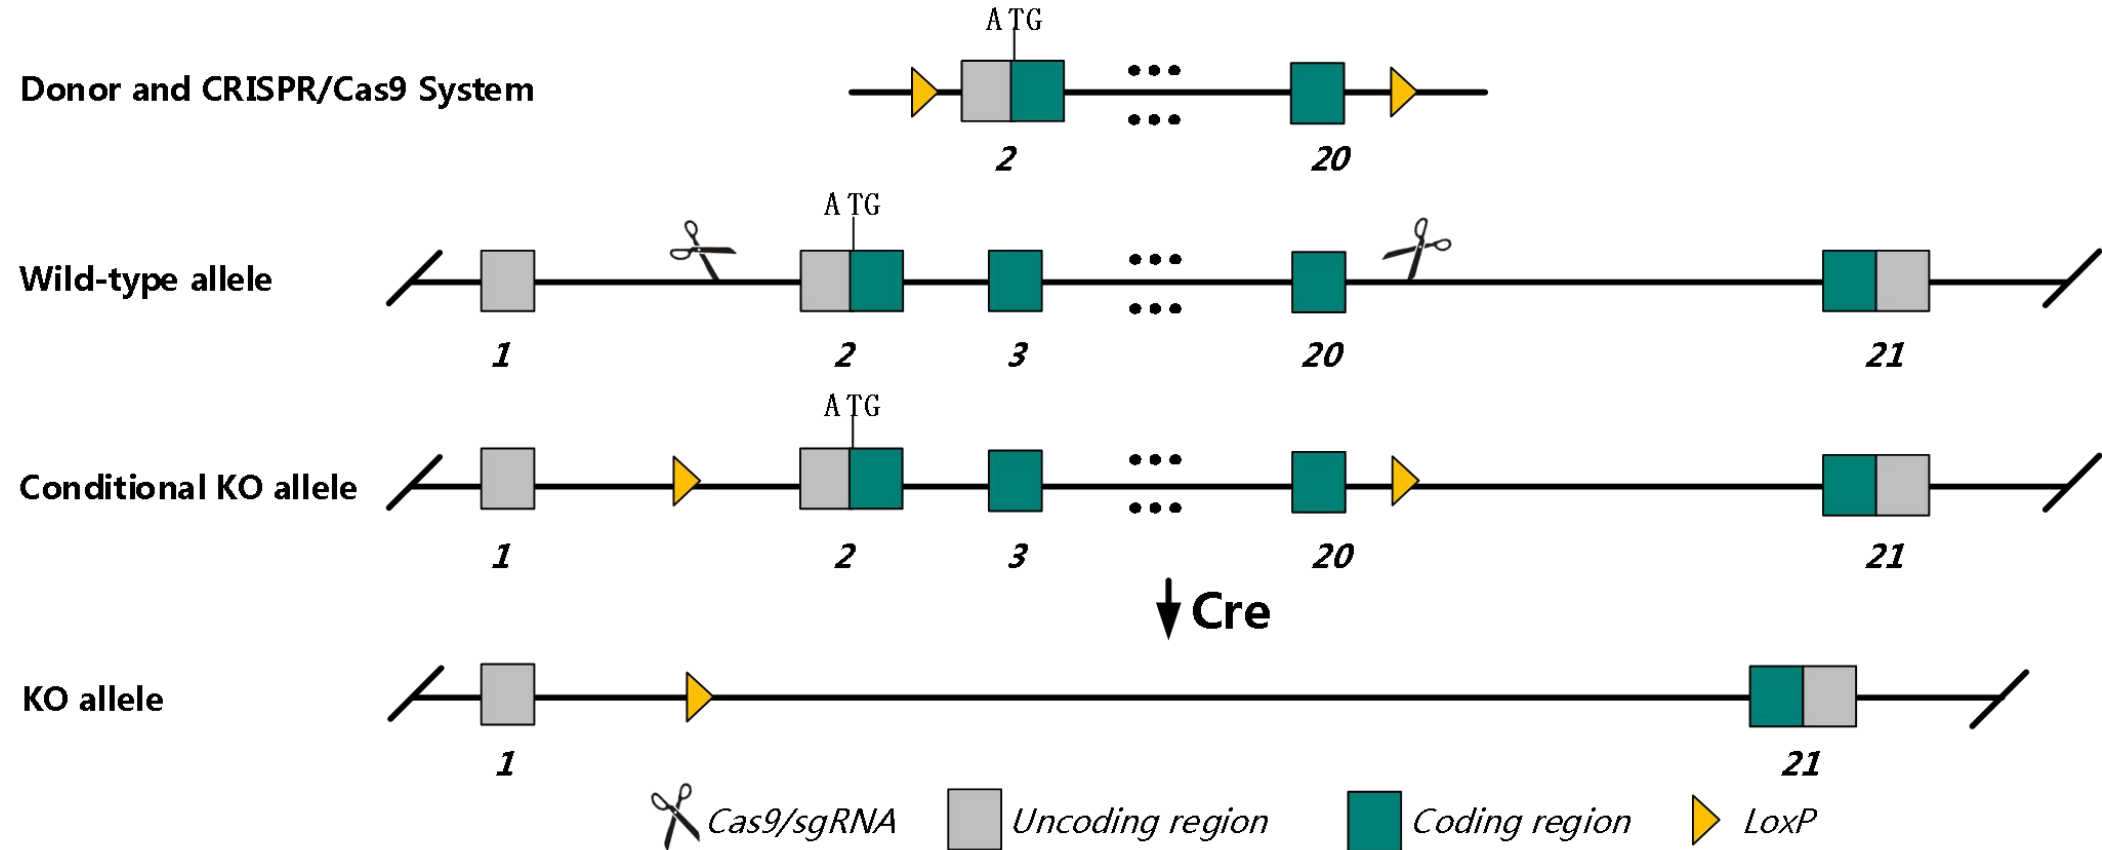 ATG
Donor and CRISPR/Cas9 System
2 20
ATG
Wild-type allele
1 2 3 20 21
ATG
Conditional KO allele
1 2 3 20 21
Cre
KO allele
1 21
Cas9/sgRNA Uncoding region Coding region LoxP